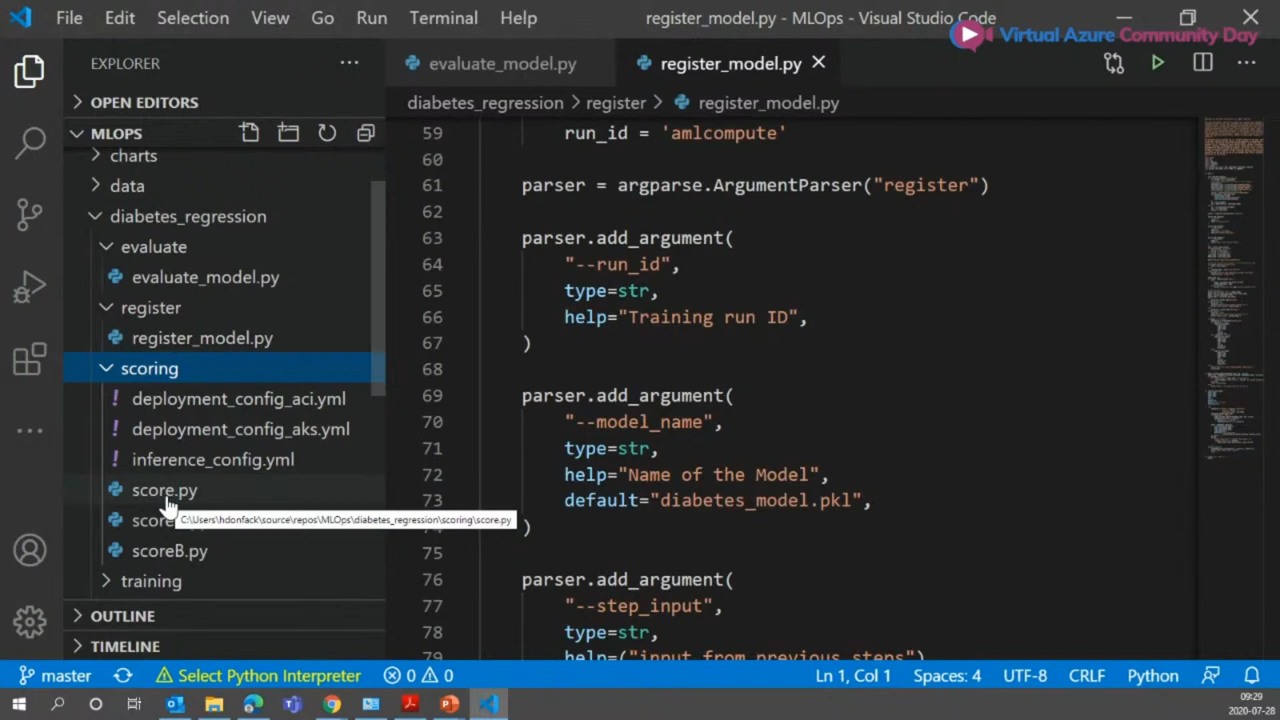 File Edit Selection View Go Run Terminal Help register_model.py - MLOps - Visual Studio Code
Virtual Azure Community Day
EXPLORER
OPEN EDITORS
MLOPS
charts
data
diabetes_regression
evaluate
evaluate_model.py
register
register_model.py
scoring
! deployment_config_aci.yml
! deployment_config_aks.yml
! inference_config.yml
score.py
score
C:\Users\hdonfack\source\repos\MLOps\diabetes_regression\scoring\score.py
scoreB.py
training
OUTLINE
TIMELINE
evaluate_model.py register_model.py
diabetes_regression > register > register_model.py
59 run_id = 'amlcompute'
60
61 parser = argparse.ArgumentParser("register")
62
63 parser.add_argument(
64 "--run_id",
65 type=str,
66 help="Training run ID",
67 )
68
69 parser.add_argument(
70 "--model_name",
71 type=str,
72 help="Name of the Model",
73 default="diabetes_model.pkl",
74 )
75
76 parser.add_argument(
77 "--step_input",
78 type=str,
79 help=("input from previous steps")
master Select Python Interpreter 0 0 Ln 1, Col 1 Spaces: 4 UTF-8 CRLF Python
09:29
2020-07-28